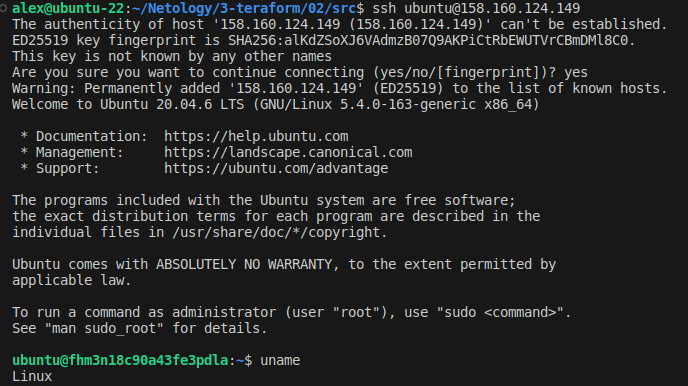 alex@ubuntu-22:~/Netology/3-teraform/02/src$ ssh ubuntu@158.160.124.149
The authenticity of host '158.160.124.149 (158.160.124.149)' can't be established.
ED25519 key fingerprint is SHA256:alKdZSoXJ6VAdmzB07Q9AKPiCtRbEWUTVrCBmDMl8C0.
This key is not known by any other names
Are you sure you want to continue connecting (yes/no/[fingerprint])? yes
Warning: Permanently added '158.160.124.149' (ED25519) to the list of known hosts.
Welcome to Ubuntu 20.04.6 LTS (GNU/Linux 5.4.0-163-generic x86_64)

 * Documentation:  https://help.ubuntu.com
 * Management:     https://landscape.canonical.com
 * Support:        https://ubuntu.com/advantage

The programs included with the Ubuntu system are free software;
the exact distribution terms for each program are described in the
individual files in /usr/share/doc/*/copyright.

Ubuntu comes with ABSOLUTELY NO WARRANTY, to the extent permitted by
applicable law.

To run a command as administrator (user "root"), use "sudo <command>".
See "man sudo_root" for details.

ubuntu@fhm3n18c90a43fe3pdla:~$ uname
Linux